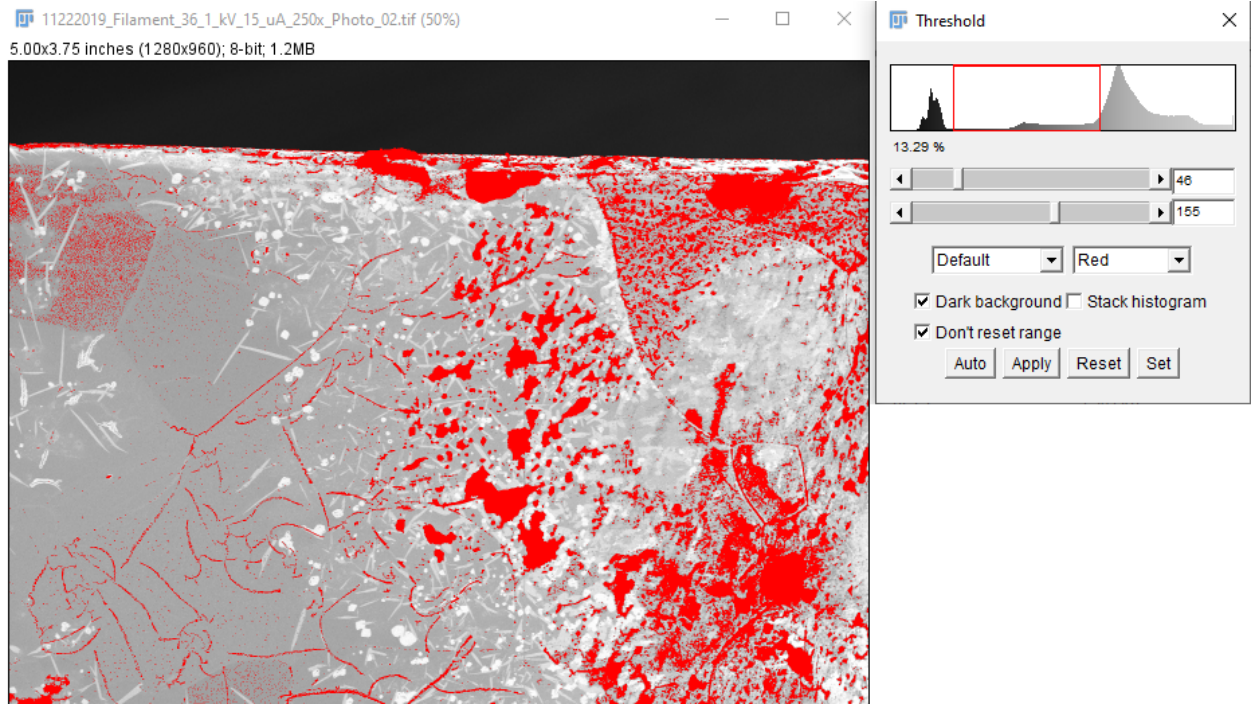 11222019_Filament_36_1_kV_15_uA_250x_Photo_02.tif (50%)
5.00x3.75 inches (1280x960); 8-bit; 1.2MB
Threshold
13.29 %
46
155
Default Red
Dark background Stack histogram
Don't reset range
Auto Apply Reset Set